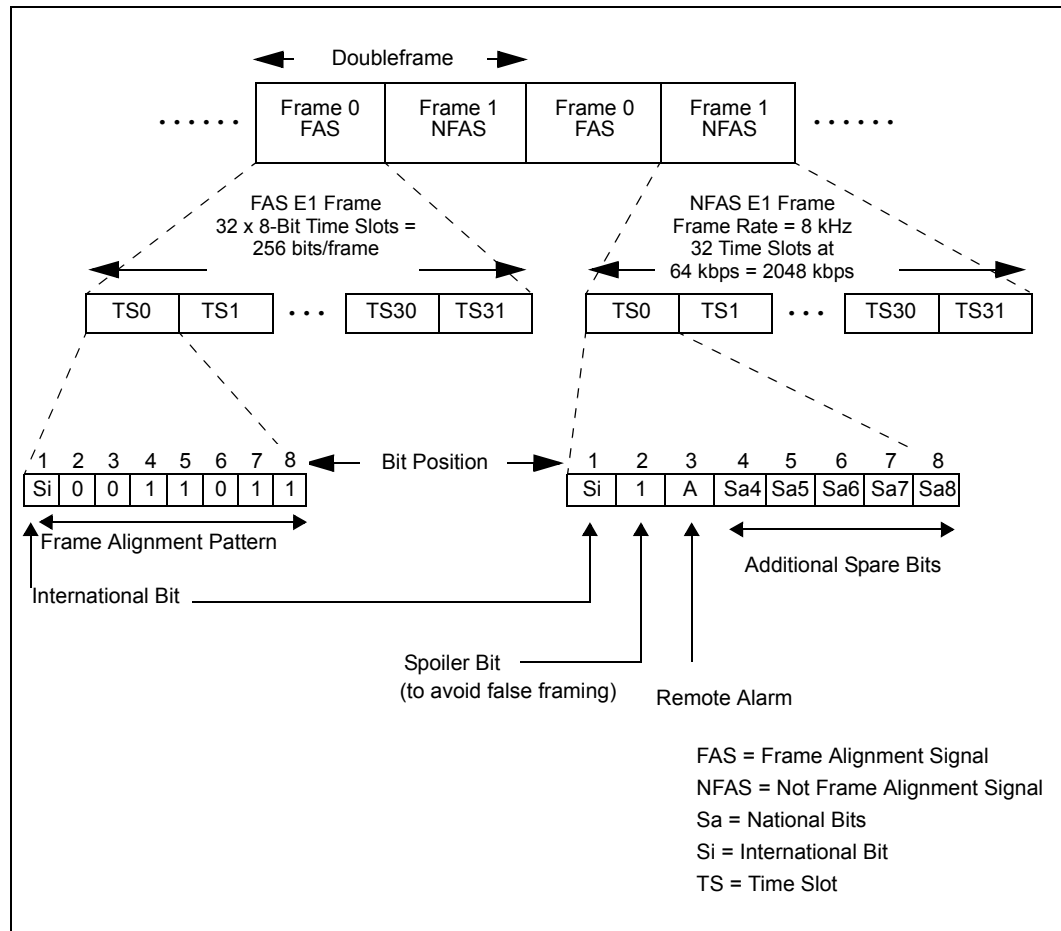 Doubleframe
Frame 0 Frame 1 Frame 0 Frame 1
FAS NFAS FAS NFAS
FAS E1 Frame
32 x 8-Bit Time Slots =
256 bits/frame
NFAS E1 Frame
Frame Rate = 8 kHz
32 Time Slots at
64 kbps = 2048 kbps
TS0 TS1 TS30 TS31
TS0 TS1 TS30 TS31
1 2 3 4 5 6 7 8
Si 0 0 1 1 0 1 1
Bit Position
1 2 3 4 5 6 7 8
Si 1 A Sa4 Sa5 Sa6 Sa7 Sa8
Frame Alignment Pattern
Additional Spare Bits
International Bit
Spoiler Bit
(to avoid false framing)
Remote Alarm
FAS = Frame Alignment Signal
NFAS = Not Frame Alignment Signal
Sa = National Bits
Si = International Bit
TS = Time Slot